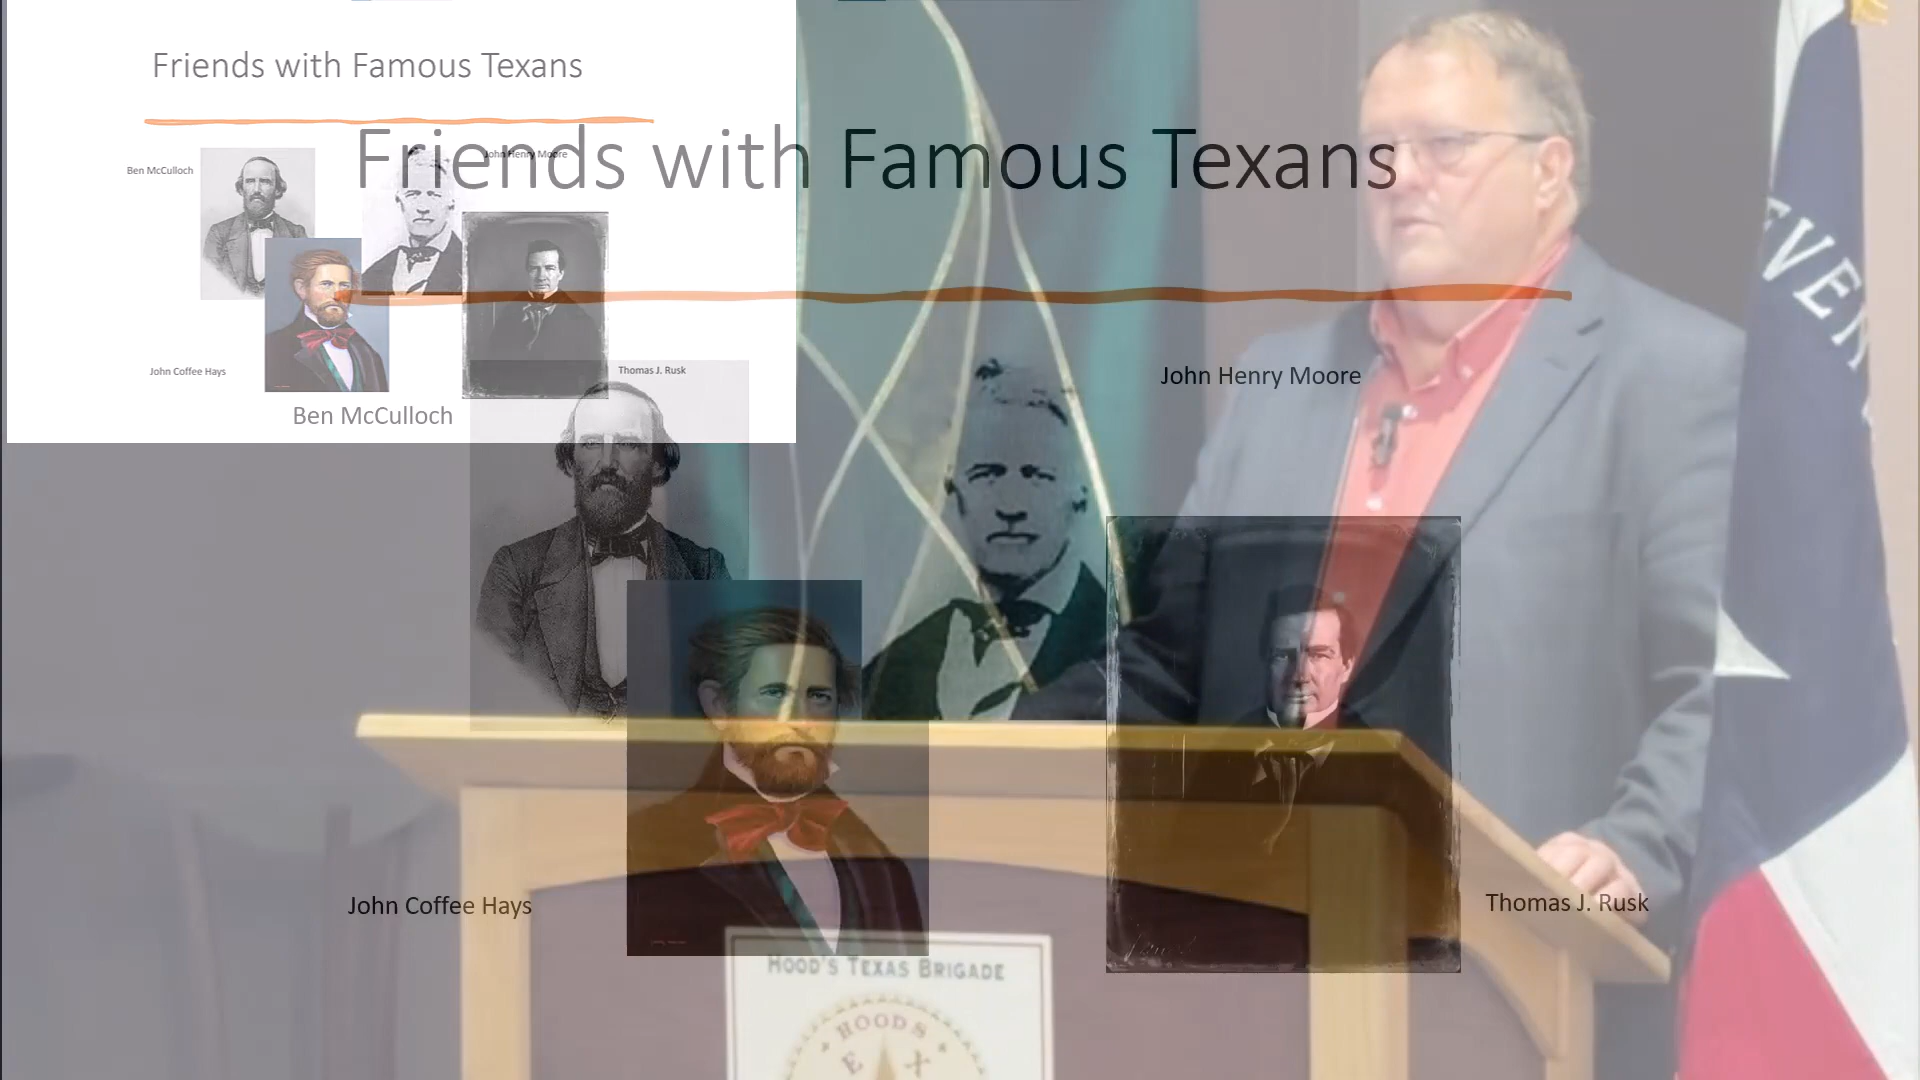 Friends with Famous Texans
John Henry Moore
Ben McCulloch
John Coffee Hays
Thomas J. Rusk
Friends with Famous Texans
John Henry Moore
Ben McCulloch
John Coffee Hays
Thomas J. Rusk
HOOD'S TEXAS BRIGADE
HOODS
E X